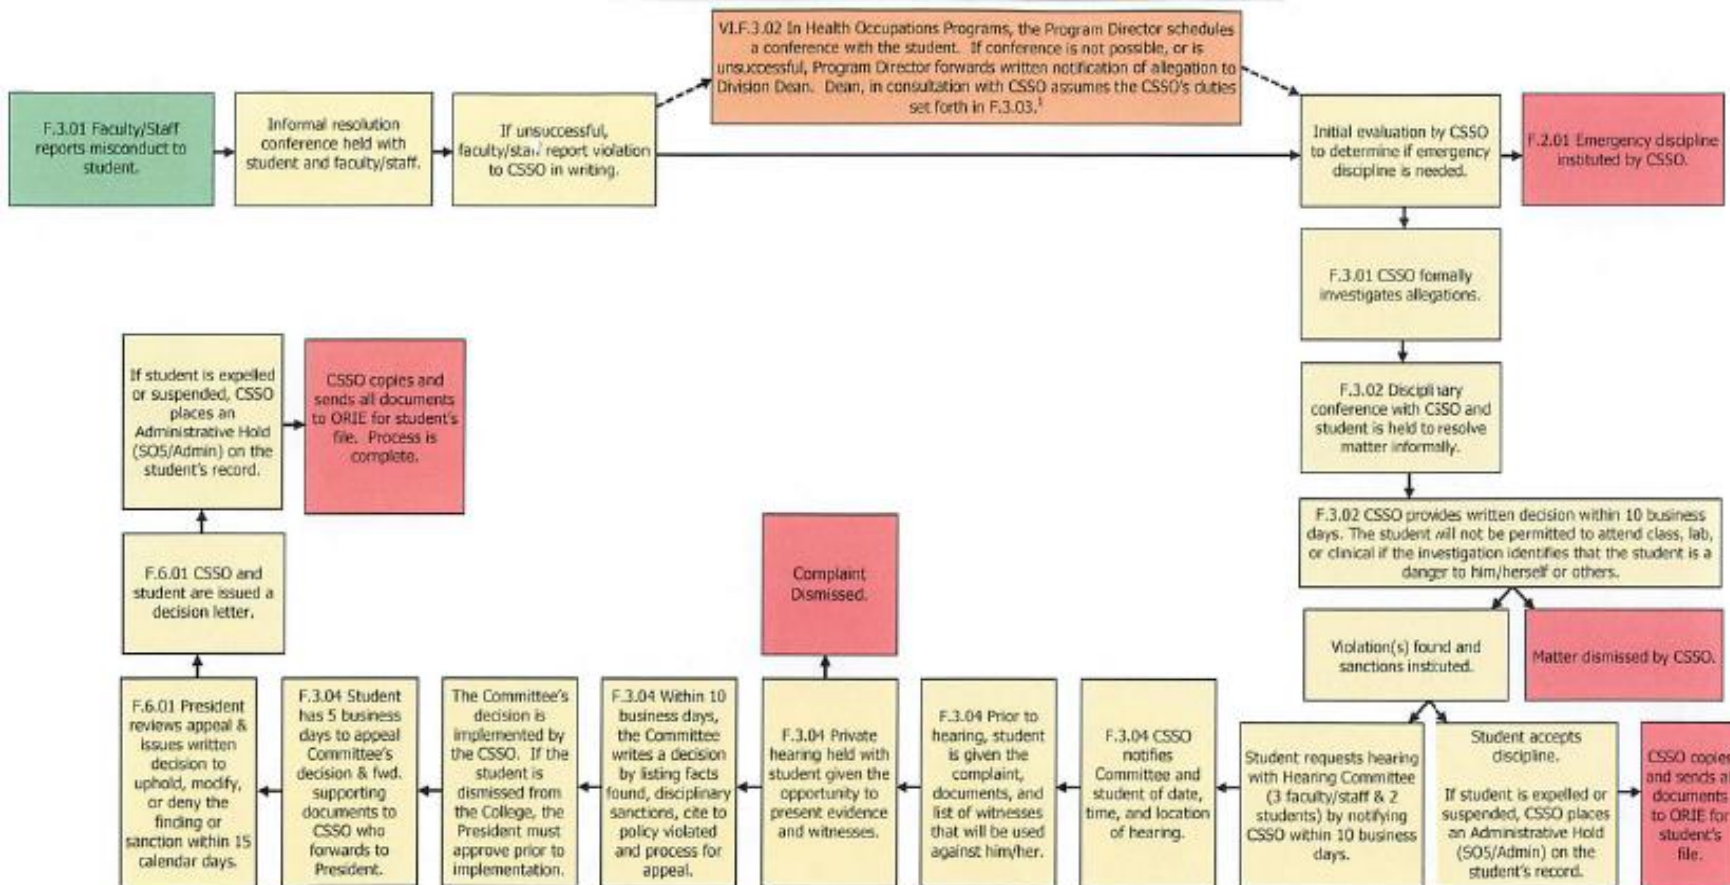 VI.F.3.02 In Health Occupations Programs, the Program Director schedules
a conference with the student. If conference is not possible, or is
unsuccessful, Program Director forwards written notification of allegation to
Division Dean. Dean, in consultation with CSSO assumes the CSSO's duties
set forth in F.3.03.¹
F.3.01 Faculty/Staff
reports misconduct to
student.
Informal resolution
conference held with
student and faculty/staff.
If unsuccessful,
faculty/staff report violation
to CSSO in writing.
Initial evaluation by CSSO
to determine if emergency
discipline is needed.
F.2.01 Emergency discipline
instituted by CSSO.
F.3.01 CSSO formally
investigates allegations.
F.3.02 Disciplinary
conference with CSSO and
student is held to resolve
matter informally.
F.3.02 CSSO provides written decision within 10 business
days. The student will not be permitted to attend class, lab,
or clinical if the investigation identifies that the student is a
danger to him/herself or others.
Violation(s) found and
sanctions instituted.
Matter dismissed by CSSO.
Student accepts
discipline.
If student is expelled or
suspended, CSSO places
an Administrative Hold
(SO5/Admin) on the
student's record.
CSSO copies
and sends all
documents
to ORIE for
student's
file.
Student requests hearing
with Hearing Committee
(3 faculty/staff & 2
students) by notifying
CSSO within 10 business
days.
F.3.04 CSSO
notifies
Committee and
student of date,
time, and location
of hearing.
F.3.04 Prior to
hearing, student
is given the
complaint,
documents, and
list of witnesses
that will be used
against him/her.
F.3.04 Private
hearing held with
student given the
opportunity to
present evidence
and witnesses.
Complaint
Dismissed.
F.3.04 Within 10
business days,
the Committee
writes a decision
by listing facts
found, disciplinary
sanctions, cite to
policy violated
and process for
appeal.
The Committee's
decision is
implemented by
the CSSO. If the
student is
dismissed from
the College, the
President must
approve prior to
implementation.
F.3.04 Student
has 5 business
days to appeal
Committee's
decision & fwd.
supporting
documents to
CSSO who
forwards to
President.
F.6.01 President
reviews appeal &
issues written
decision to
uphold, modify,
or deny the
finding or
sanction within 15
calendar days.
F.6.01 CSSO and
student are issued a
decision letter.
If student is expelled
or suspended, CSSO
places an
Administrative Hold
(SO5/Admin) on the
student's record.
CSSO copies and
sends all documents
to ORIE for student's
file. Process is
complete.